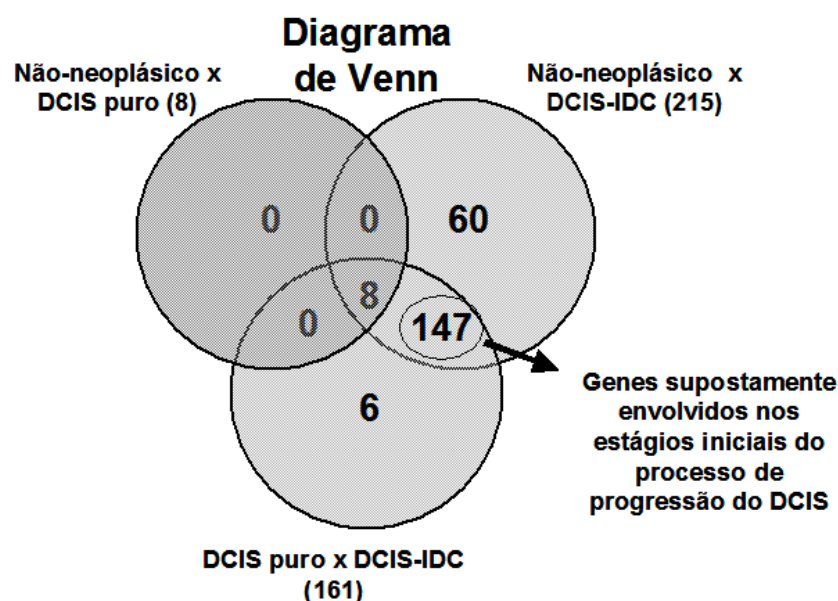 Diagrama
de Venn
Não-neoplásico x
DCIS puro (8)
Não-neoplásico x
DCIS-IDC (215)
0
0
60
8
0
147
6
Genes supostamente
envolvidos nos
estágios iniciais do
processo de
progressão do DCIS
DCIS puro x DCIS-IDC
(161)